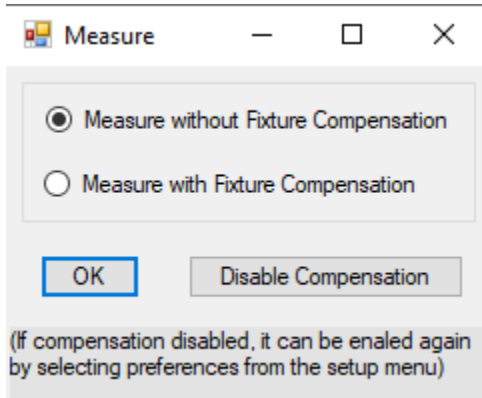 Measure
Measure without Fixture Compensation
Measure with Fixture Compensation
OK
Disable Compensation
(If compensation disabled, it can be enaled again
by selecting preferences from the setup menu)